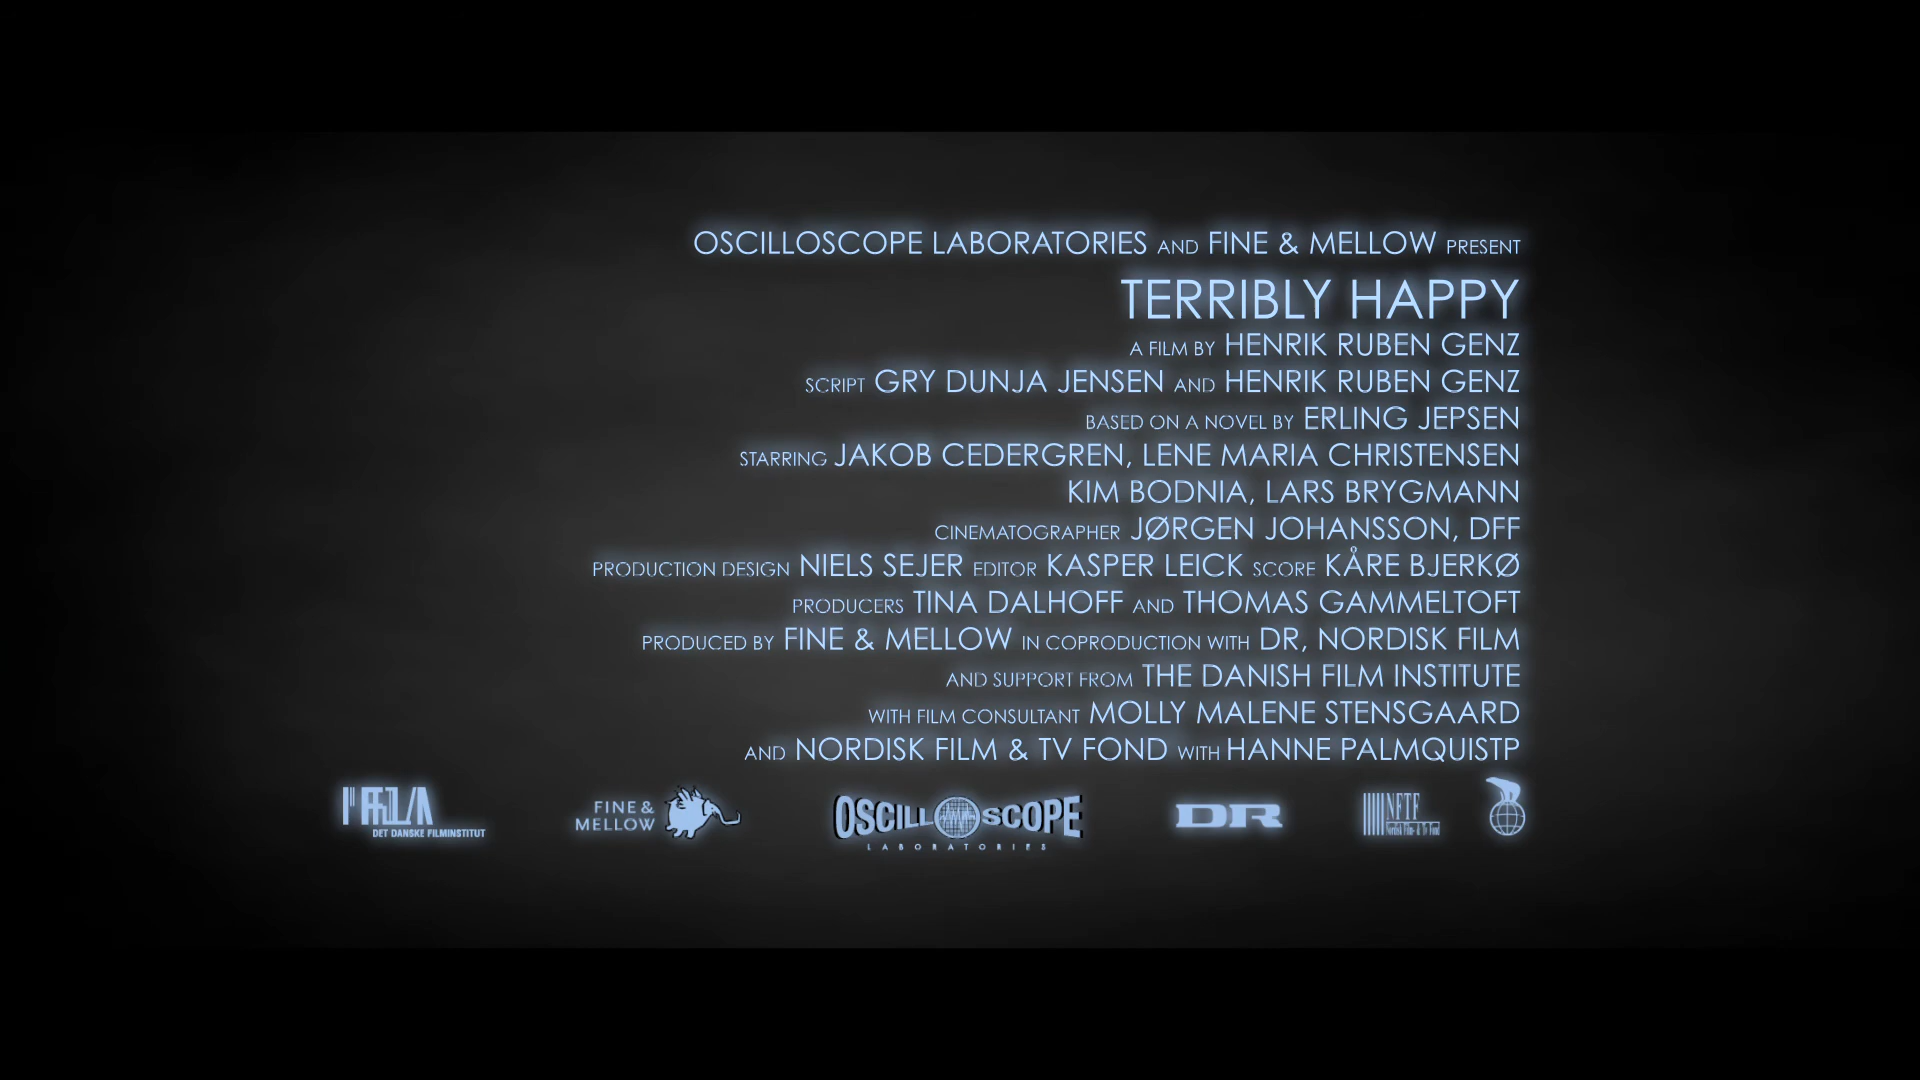 OSCILLOSCOPE LABORATORIES AND FINE & MELLOW PRESENT
TERRIBLY HAPPY
A FILM BY HENRIK RUBEN GENZ
SCRIPT GRY DUNJA JENSEN AND HENRIK RUBEN GENZ
BASED ON A NOVEL BY ERLING JEPSEN
STARRING JAKOB CEDERGREN, LENE MARIA CHRISTENSEN
KIM BODNIA, LARS BRYGMANN
CINEMATOGRAPHER JØRGEN JOHANSSON, DFF
PRODUCTION DESIGN NIELS SEJER EDITOR KASPER LEICK SCORE KÅRE BJERKØ
PRODUCERS TINA DALHOFF AND THOMAS GAMMELTOFT
PRODUCED BY FINE & MELLOW IN COPRODUCTION WITH DR, NORDISK FILM
AND SUPPORT FROM THE DANISH FILM INSTITUTE
WITH FILM CONSULTANT MOLLY MALENE STENSGAARD
AND NORDISK FILM & TV FOND WITH HANNE PALMQUISTP
DET DANSKE FILMINSTITUT
FINE &
MELLOW
OSCILLOSCOPE
LABORATORIES
DR
NFTF
Nordisk Film- & Tv Fond